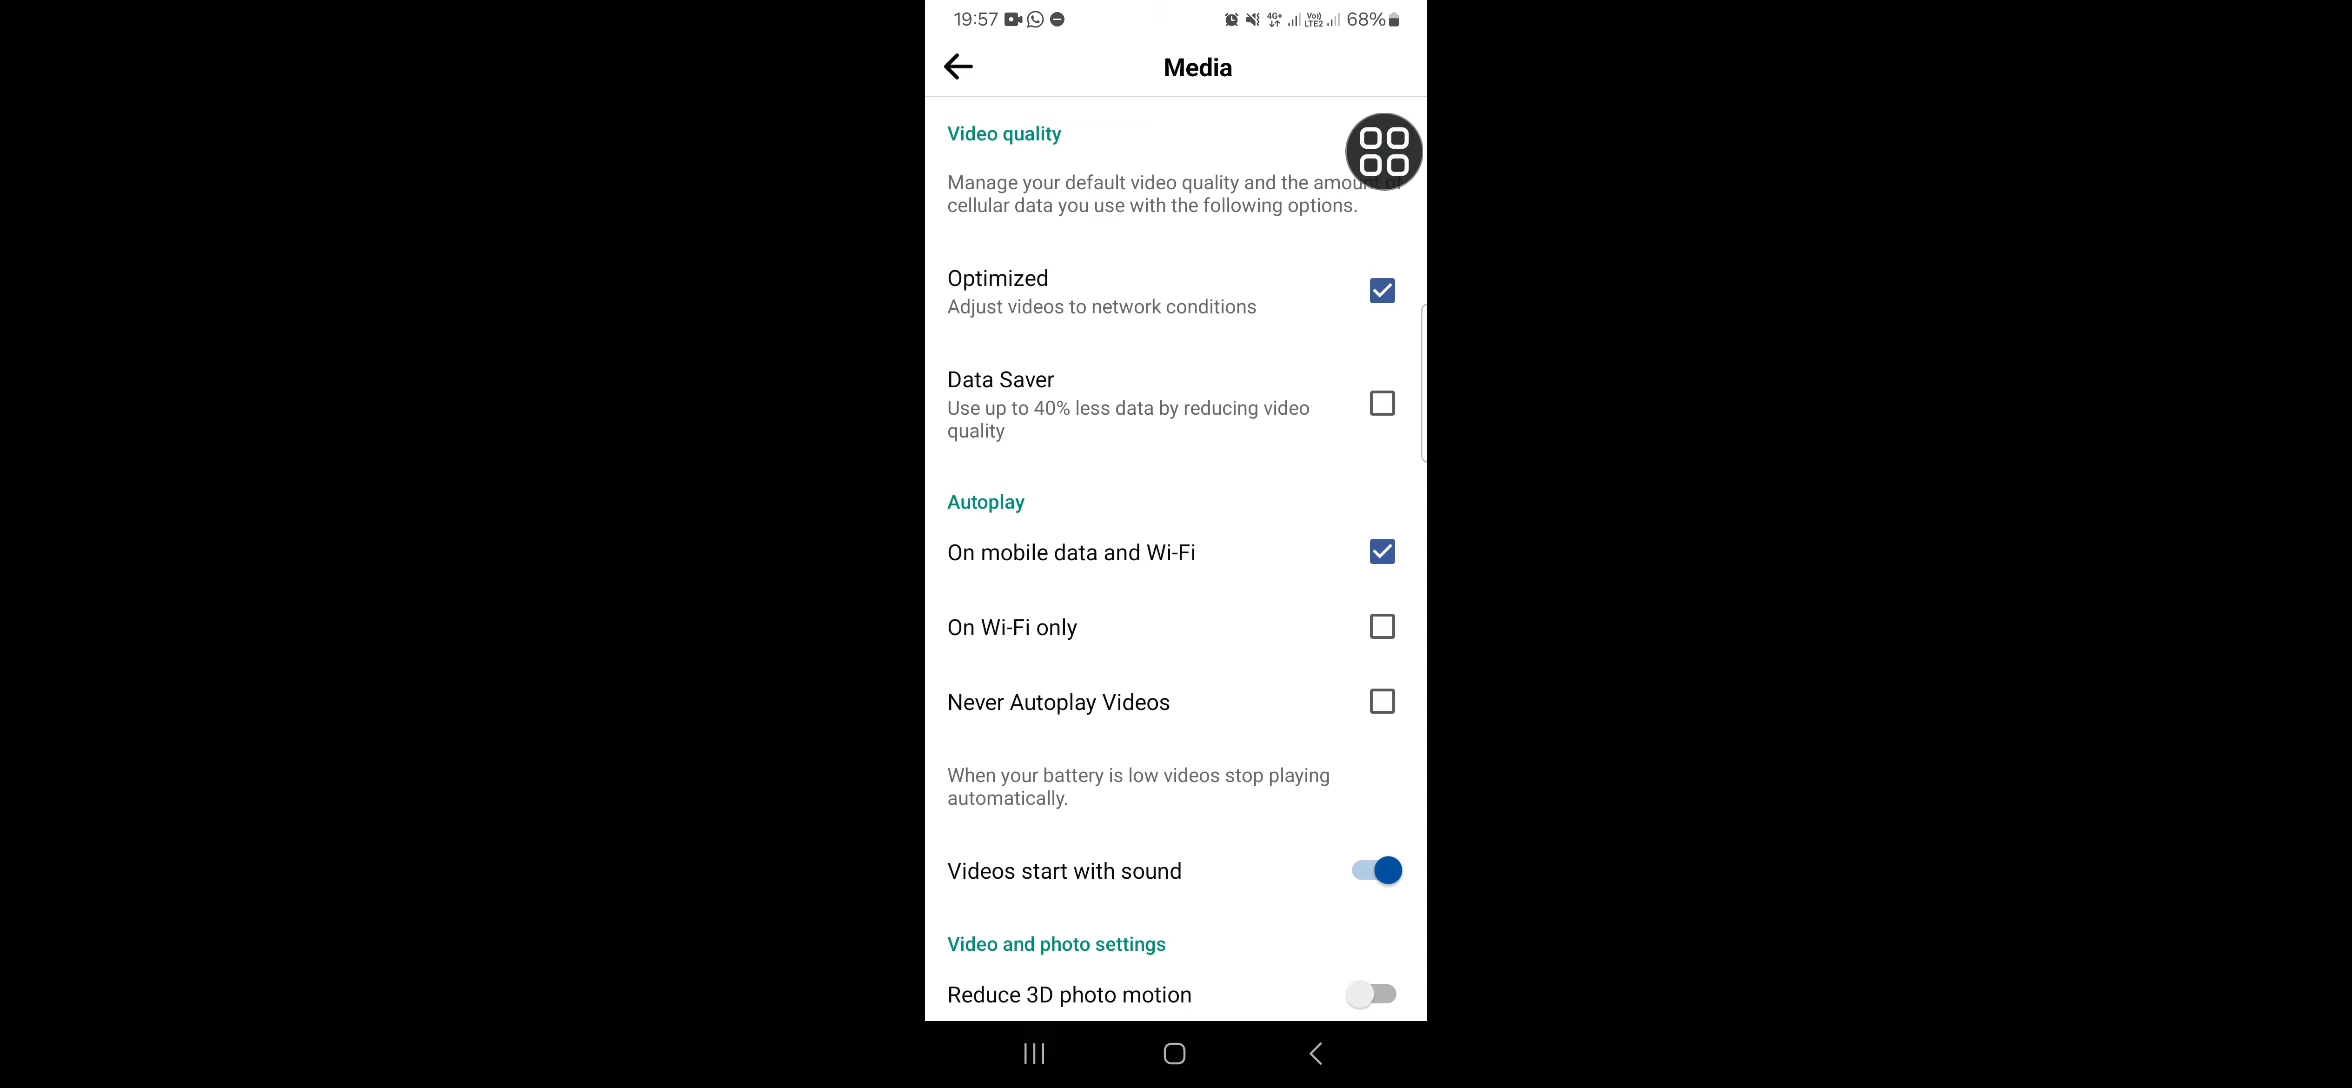 19:57 4G+ Vo) LTE2 68%
Media
Video quality
Manage your default video quality and the amount of
cellular data you use with the following options.
Optimized
Adjust videos to network conditions
Data Saver
Use up to 40% less data by reducing video
quality
Autoplay
On mobile data and Wi-Fi
On Wi-Fi only
Never Autoplay Videos
When your battery is low videos stop playing
automatically.
Videos start with sound
Video and photo settings
Reduce 3D photo motion